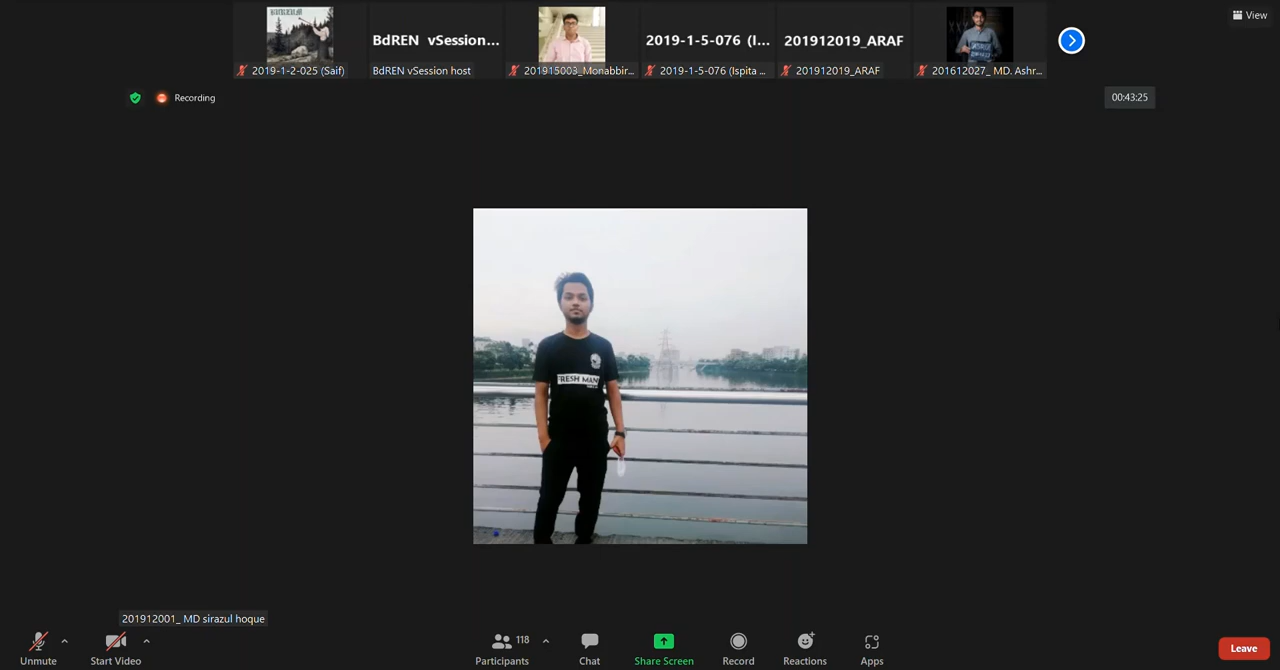 View
BdREN vSession...
2019-1-5-076 (I...
201912019_ARAF
2019-1-2-025 (Saif)
BdREN vSession host
201915003_Monabbir...
2019-1-5-076 (Ispita ...
201912019_ARAF
201612027_ MD. Ashr...
Recording
00:43:25
FRESH MAN
201912001_ MD sirazul hoque
118
Unmute
Start Video
Participants
Chat
Share Screen
Record
Reactions
Apps
Leave